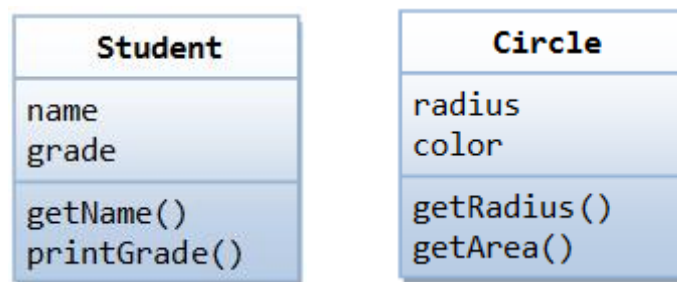 Student
name
grade
getName()
printGrade()
Circle
radius
color
getRadius()
getArea()